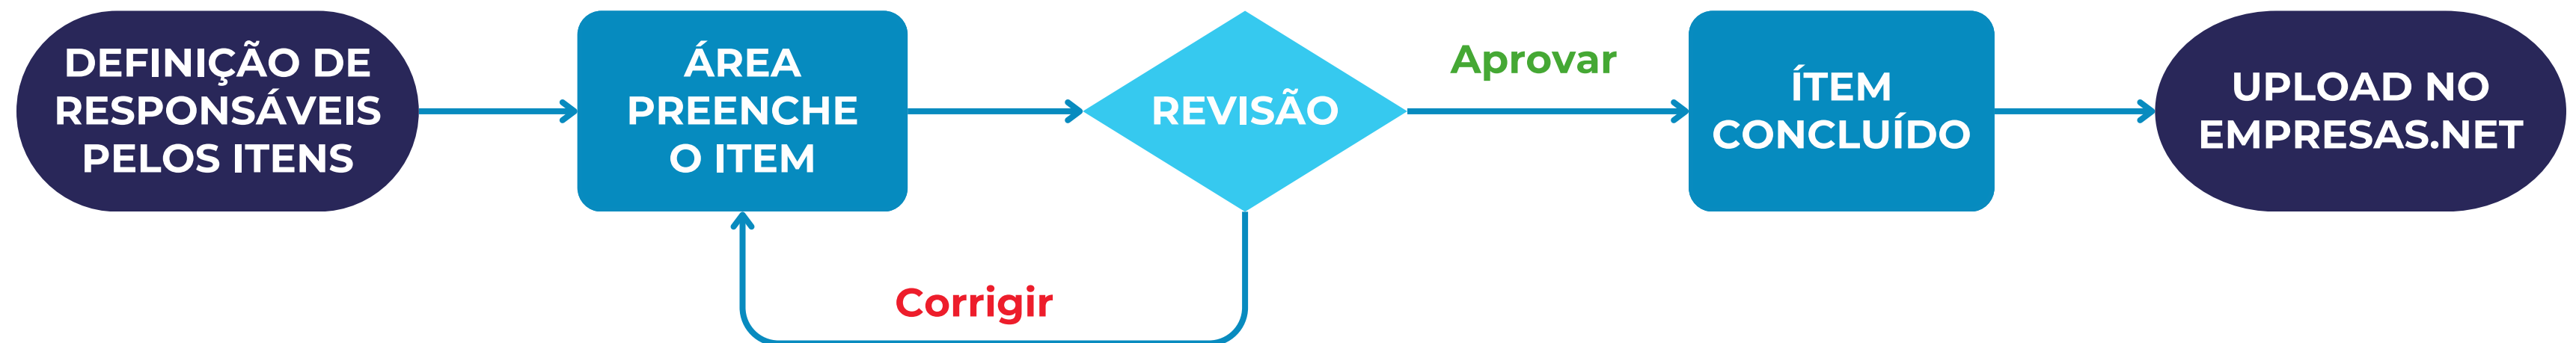 DEFINIÇÃO DE
RESPONSÁVEIS
PELOS ITENS
ÁREA
PREENCHE
O ITEM
REVISÃO
Aprovar
Corrigir
ÍTEM
CONCLUÍDO
UPLOAD NO
EMPRESAS.NET